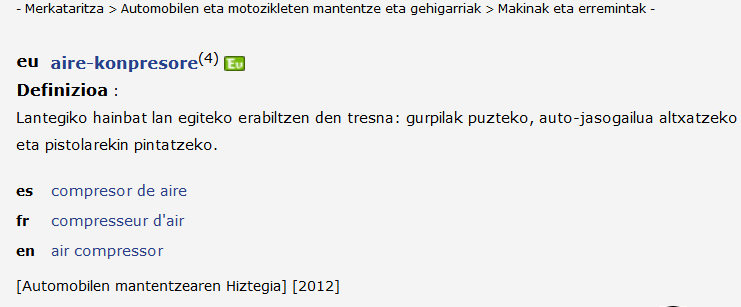 - Merkataritza > Automobilen eta motozikleten mantentze eta gehigarriak > Makinak eta erremintak -
eu aire-konpresore(4) Eu
Definizioa :
Lantegiko hainbat lan egiteko erabiltzen den tresna: gurpilak puzteko, auto-jasogailua altxatzeko
eta pistolarekin pintatzeko.
es compresor de aire
fr compresseur d'air
en air compressor
[Automobilen mantentzearen Hiztegia] [2012]